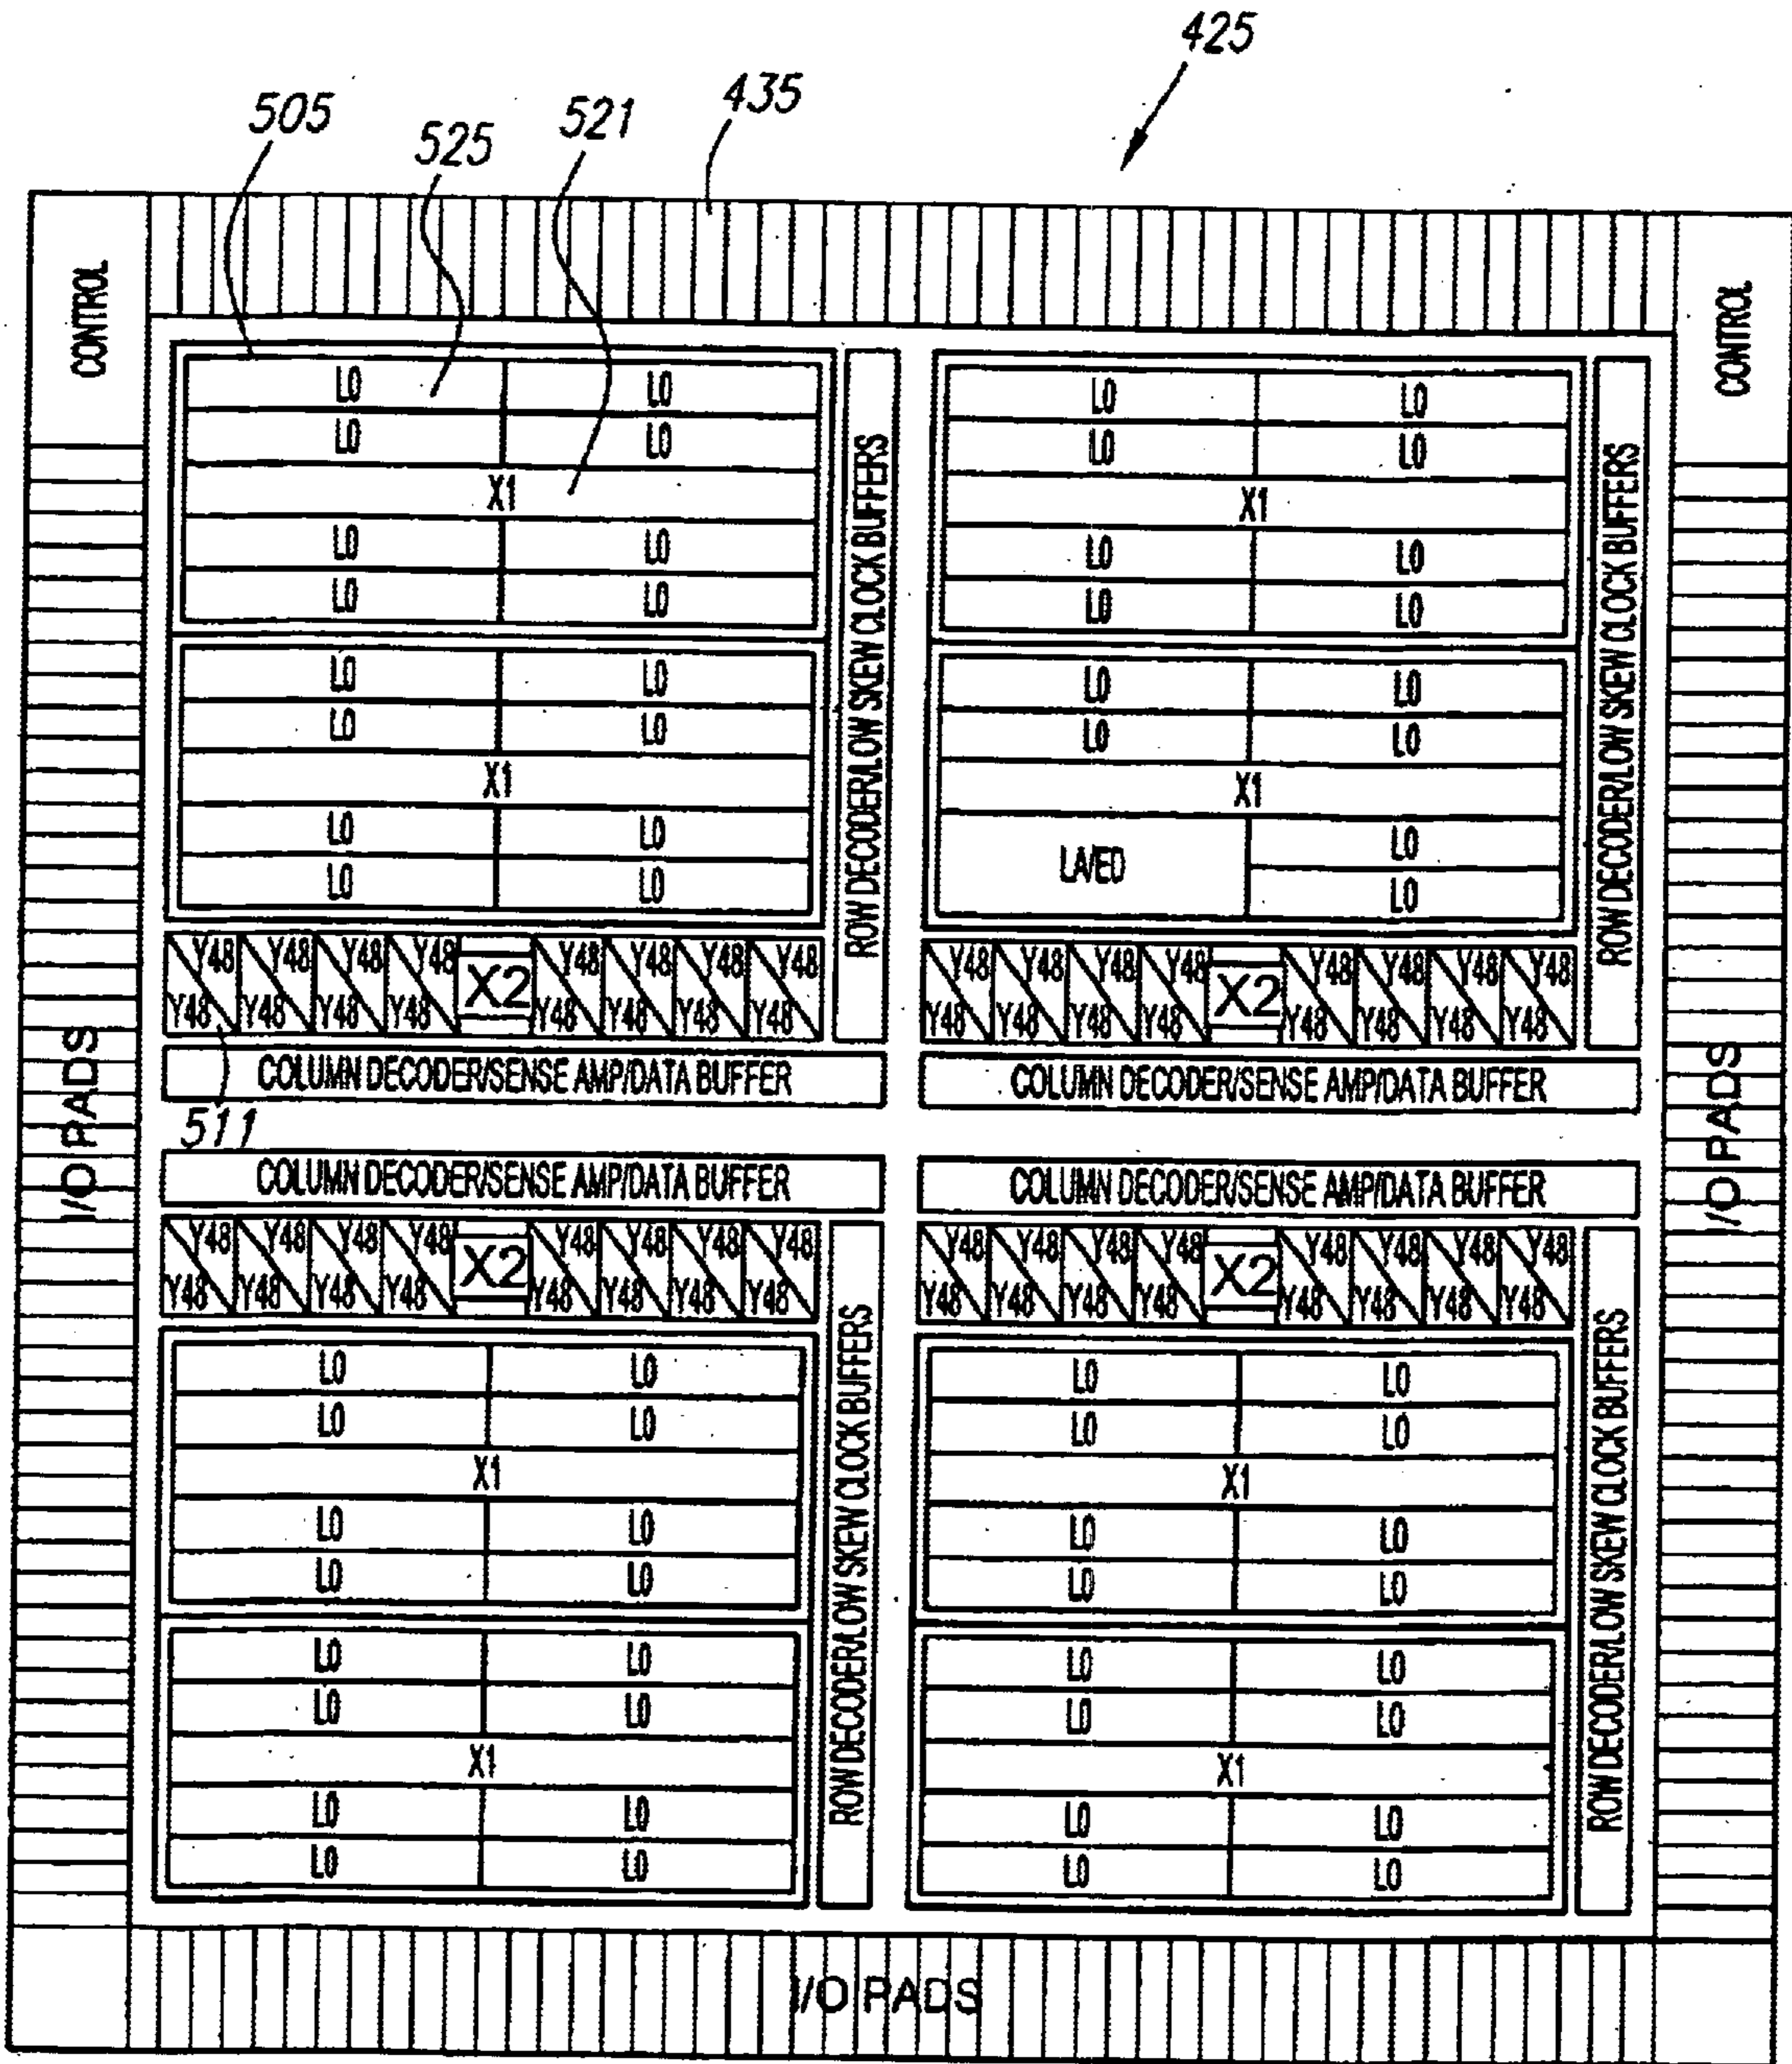 425
505 525 521 435
CONTROL
CONTROL
L0 L0 L0 L0
L0 L0 L0 L0
X1 X1
L0 L0 L0 L0
L0 L0 L0 L0
L0 L0 L0 L0
L0 L0 L0 L0
X1 X1
L0 L0 LA/ED L0
L0 L0 L0
ROW DECODER/LOW SKEW CLOCK BUFFERS
ROW DECODER/LOW SKEW CLOCK BUFFERS
Y48 Y48 Y48 Y48 X2 Y48 Y48 Y48 Y48 Y48 Y48 Y48 Y48 X2 Y48 Y48 Y48 Y48
Y48 Y48 Y48 Y48 Y48 Y48 Y48 Y48 Y48 Y48 Y48 Y48 Y48 Y48 Y48 Y48
COLUMN DECODER/SENSE AMP/DATA BUFFER COLUMN DECODER/SENSE AMP/DATA BUFFER
I/O PADS
I/O PADS
511
COLUMN DECODER/SENSE AMP/DATA BUFFER COLUMN DECODER/SENSE AMP/DATA BUFFER
Y48 Y48 Y48 Y48 X2 Y48 Y48 Y48 Y48 Y48 Y48 Y48 Y48 X2 Y48 Y48 Y48 Y48
Y48 Y48 Y48 Y48 Y48 Y48 Y48 Y48 Y48 Y48 Y48 Y48 Y48 Y48 Y48 Y48
L0 L0 L0 L0
L0 L0 L0 L0
X1 X1
L0 L0 L0 L0
L0 L0 L0 L0
L0 L0 L0 L0
L0 L0 L0 L0
X1 X1
L0 L0 L0 L0
L0 L0 L0 L0
ROW DECODER/LOW SKEW CLOCK BUFFERS
ROW DECODER/LOW SKEW CLOCK BUFFERS
I/O PADS